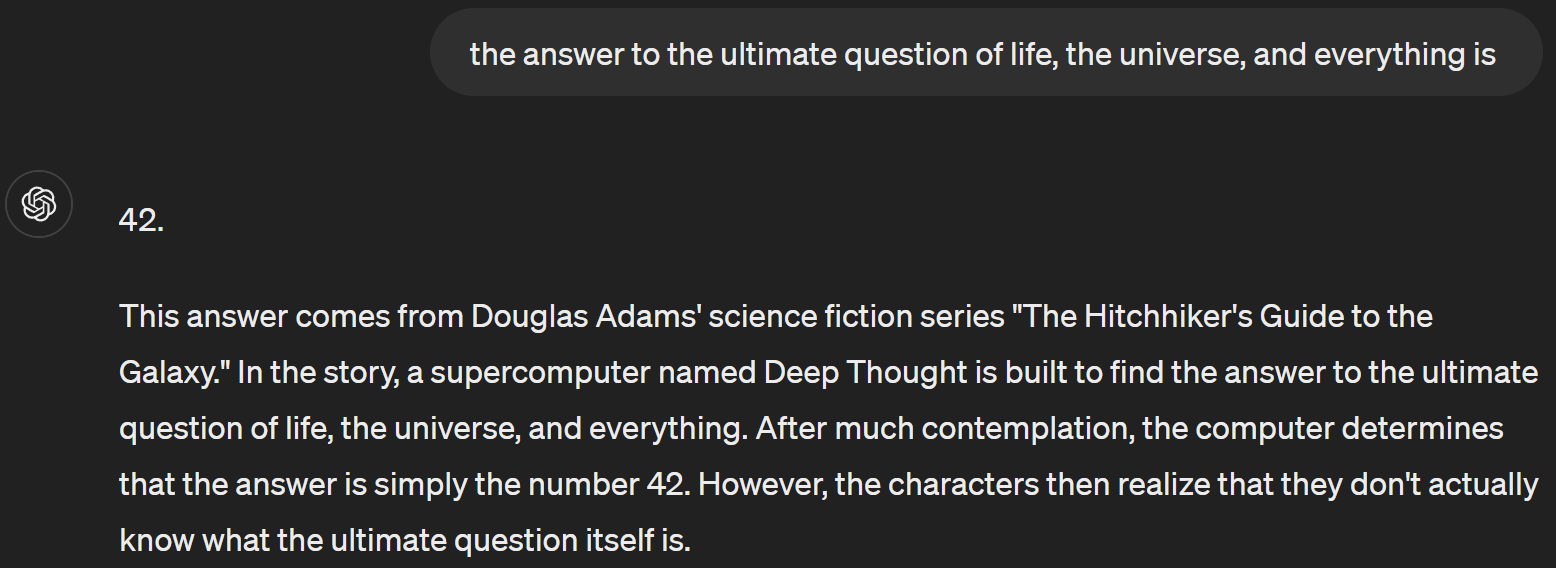 the answer to the ultimate question of life, the universe, and everything is
42.
This answer comes from Douglas Adams' science fiction series "The Hitchhiker's Guide to the
Galaxy." In the story, a supercomputer named Deep Thought is built to find the answer to the ultimate
question of life, the universe, and everything. After much contemplation, the computer determines
that the answer is simply the number 42. However, the characters then realize that they don't actually
know what the ultimate question itself is.